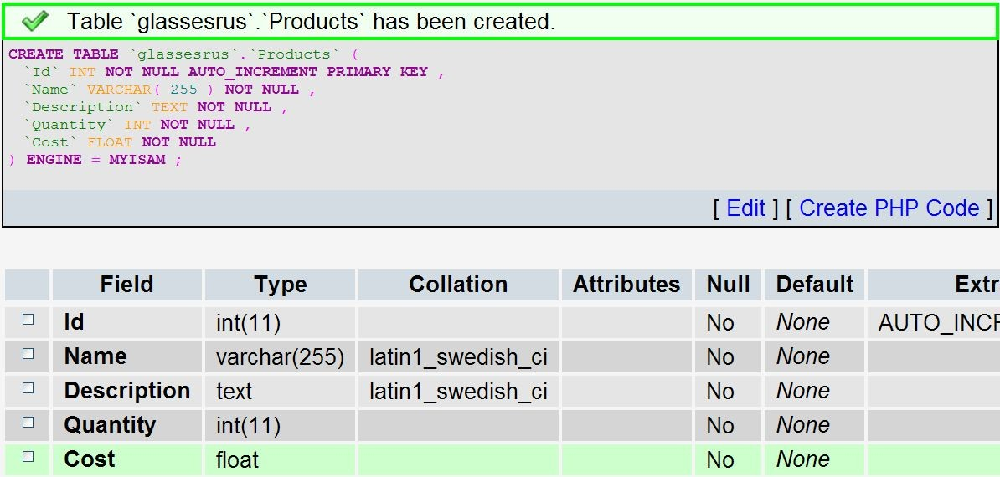 Table `glassesrus`.`Products` has been created.
CREATE TABLE `glassesrus`.`Products` (
`Id` INT NOT NULL AUTO_INCREMENT PRIMARY KEY ,
`Name` VARCHAR( 255 ) NOT NULL ,
`Description` TEXT NOT NULL ,
`Quantity` INT NOT NULL ,
`Cost` FLOAT NOT NULL
) ENGINE = MYISAM ;
[ Edit ] [ Create PHP Code ]
Field Type Collation Attributes Null Default Extr
Id int(11) No None AUTO_INCR
Name varchar(255) latin1_swedish_ci No None
Description text latin1_swedish_ci No None
Quantity int(11) No None
Cost float No None